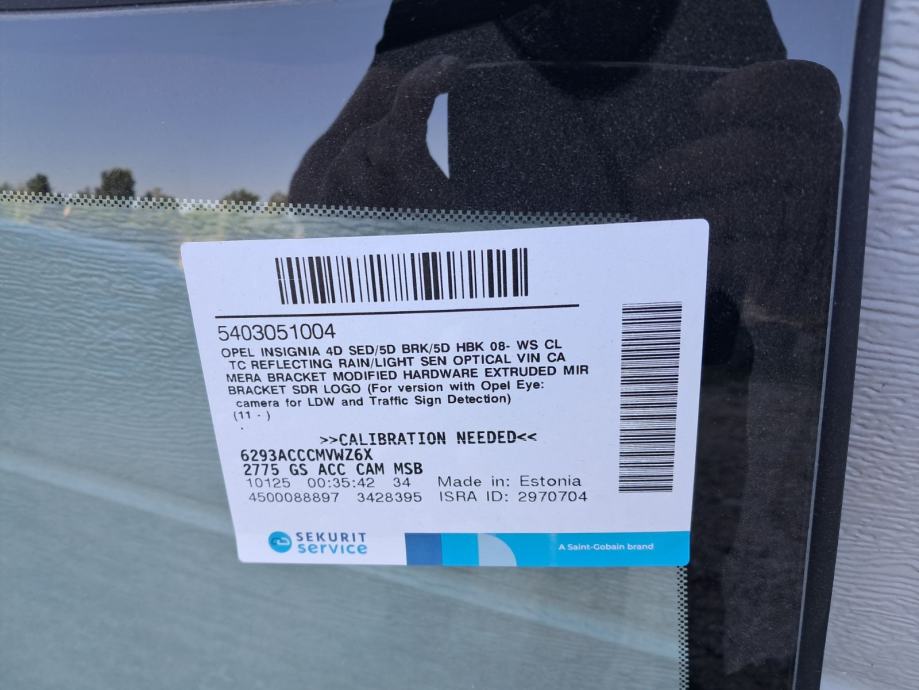 5403051004
OPEL INSIGNIA 4D SED/5D BRK/5D HBK 08- WS CL
TC REFLECTING RAIN/LIGHT SEN OPTICAL VIN CA
MERA BRACKET MODIFIED HARDWARE EXTRUDED MIR
BRACKET SDR LOGO (For version with Opel Eye:
camera for LDW and Traffic Sign Detection)
(11 - )
.
>>CALIBRATION NEEDED<<
6293ACCCMVWZ6X
2775 GS ACC CAM MSB
10125 00:35:42 34 Made in: Estonia
4500088897 3428395 ISRA ID: 2970704
SEKURIT
service
A Saint-Gobain brand